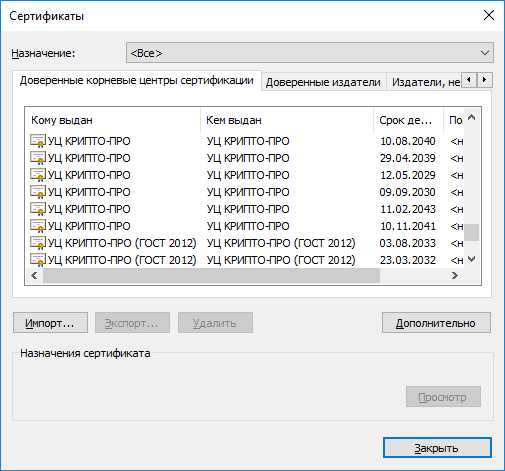 Сертификаты
Назначение: <Все>
Доверенные корневые центры сертификации Доверенные издатели Издатели, не
Кому выдан Кем выдан Срок де... По
УЦ КРИПТО-ПРО УЦ КРИПТО-ПРО 10.08.2040 <н
УЦ КРИПТО-ПРО УЦ КРИПТО-ПРО 29.04.2039 <н
УЦ КРИПТО-ПРО УЦ КРИПТО-ПРО 12.05.2029 <н
УЦ КРИПТО-ПРО УЦ КРИПТО-ПРО 09.09.2030 <н
УЦ КРИПТО-ПРО УЦ КРИПТО-ПРО 11.02.2043 <н
УЦ КРИПТО-ПРО УЦ КРИПТО-ПРО 10.11.2041 <н
УЦ КРИПТО-ПРО (ГОСТ 2012) УЦ КРИПТО-ПРО (ГОСТ 2012) 03.08.2033 <н
УЦ КРИПТО-ПРО (ГОСТ 2012) УЦ КРИПТО-ПРО (ГОСТ 2012) 23.03.2032 <н
Импорт... Экспорт... Удалить Дополнительно
Назначения сертификата
Просмотр
Закрыть